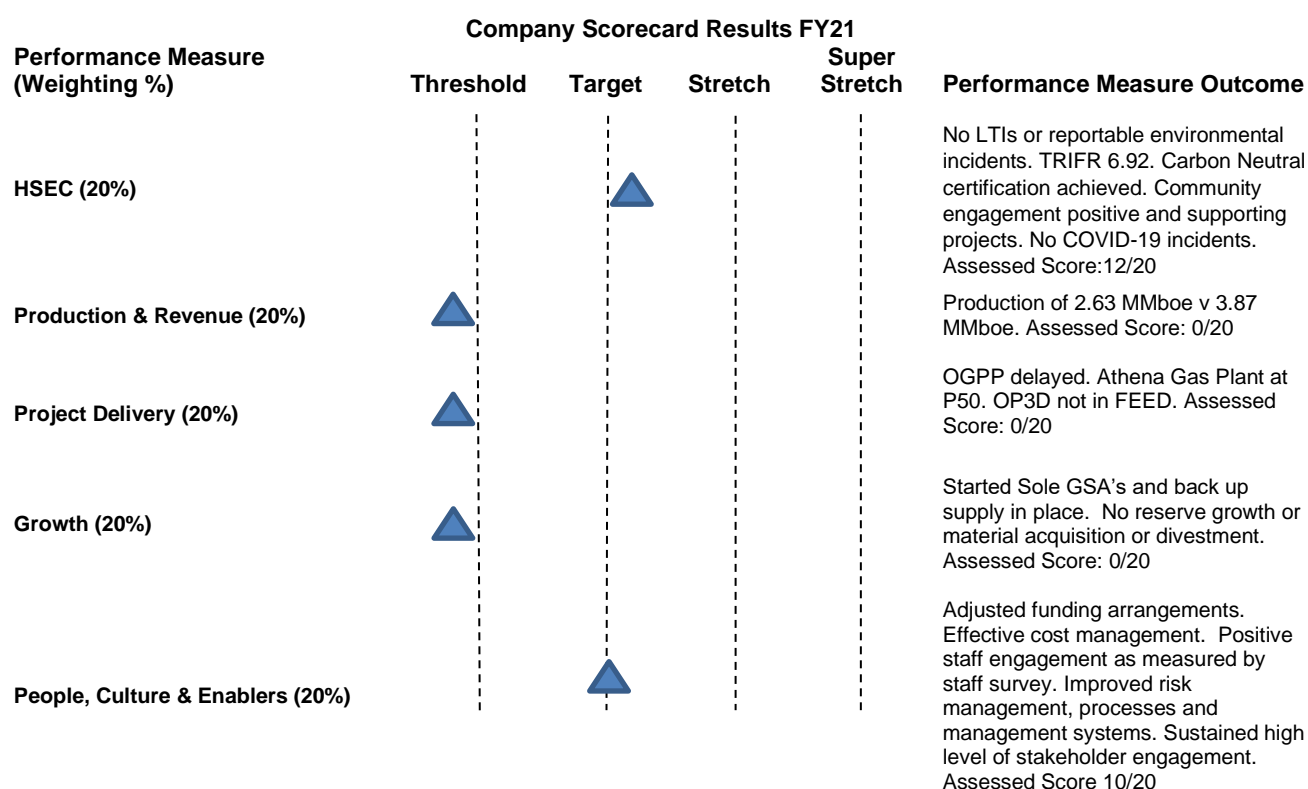 Company Scorecard Results FY21
Performance Measure
(Weighting %)
Threshold
Target
Stretch
Super
Stretch
Performance Measure Outcome
HSEC (20%)
No LTIs or reportable environmental
incidents. TRIFR 6.92. Carbon Neutral
certification achieved. Community
engagement positive and supporting
projects. No COVID-19 incidents.
Assessed Score:12/20
Production & Revenue (20%)
Production of 2.63 MMboe v 3.87
MMboe. Assessed Score: 0/20
Project Delivery (20%)
OGPP delayed. Athena Gas Plant at
P50. OP3D not in FEED. Assessed
Score: 0/20
Growth (20%)
Started Sole GSA's and back up
supply in place. No reserve growth or
material acquisition or divestment.
Assessed Score: 0/20
People, Culture & Enablers (20%)
Adjusted funding arrangements.
Effective cost management. Positive
staff engagement as measured by
staff survey. Improved risk
management, processes and
management systems. Sustained high
level of stakeholder engagement.
Assessed Score 10/20